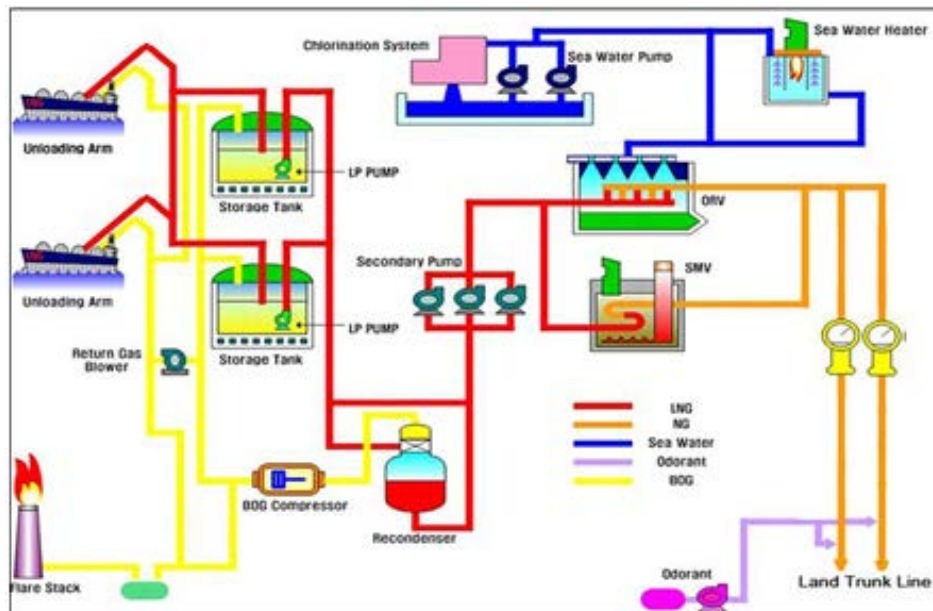 Sea Water Heater
Chlorination System
Sea Water Pump
LNG
Unloading Arm
LP PUMP
Storage Tank
ORV
LNG
Secondary Pump
SMV
Unloading Arm
LP PUMP
Return Gas
Blower
Storage Tank
LNG
NG
Sea Water
Odorant
BOG
BOG Compressor
Recondenser
Flare Stack
Odorant
Land Trunk Line